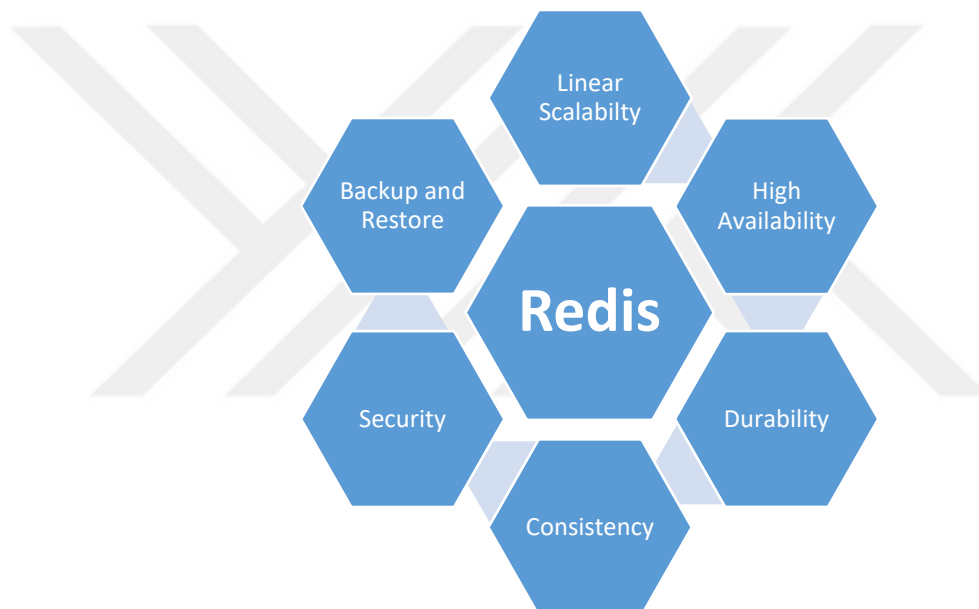 Linear
Scalabilty
Backup and
Restore
High
Availability
Redis
Security
Durability
Consistency